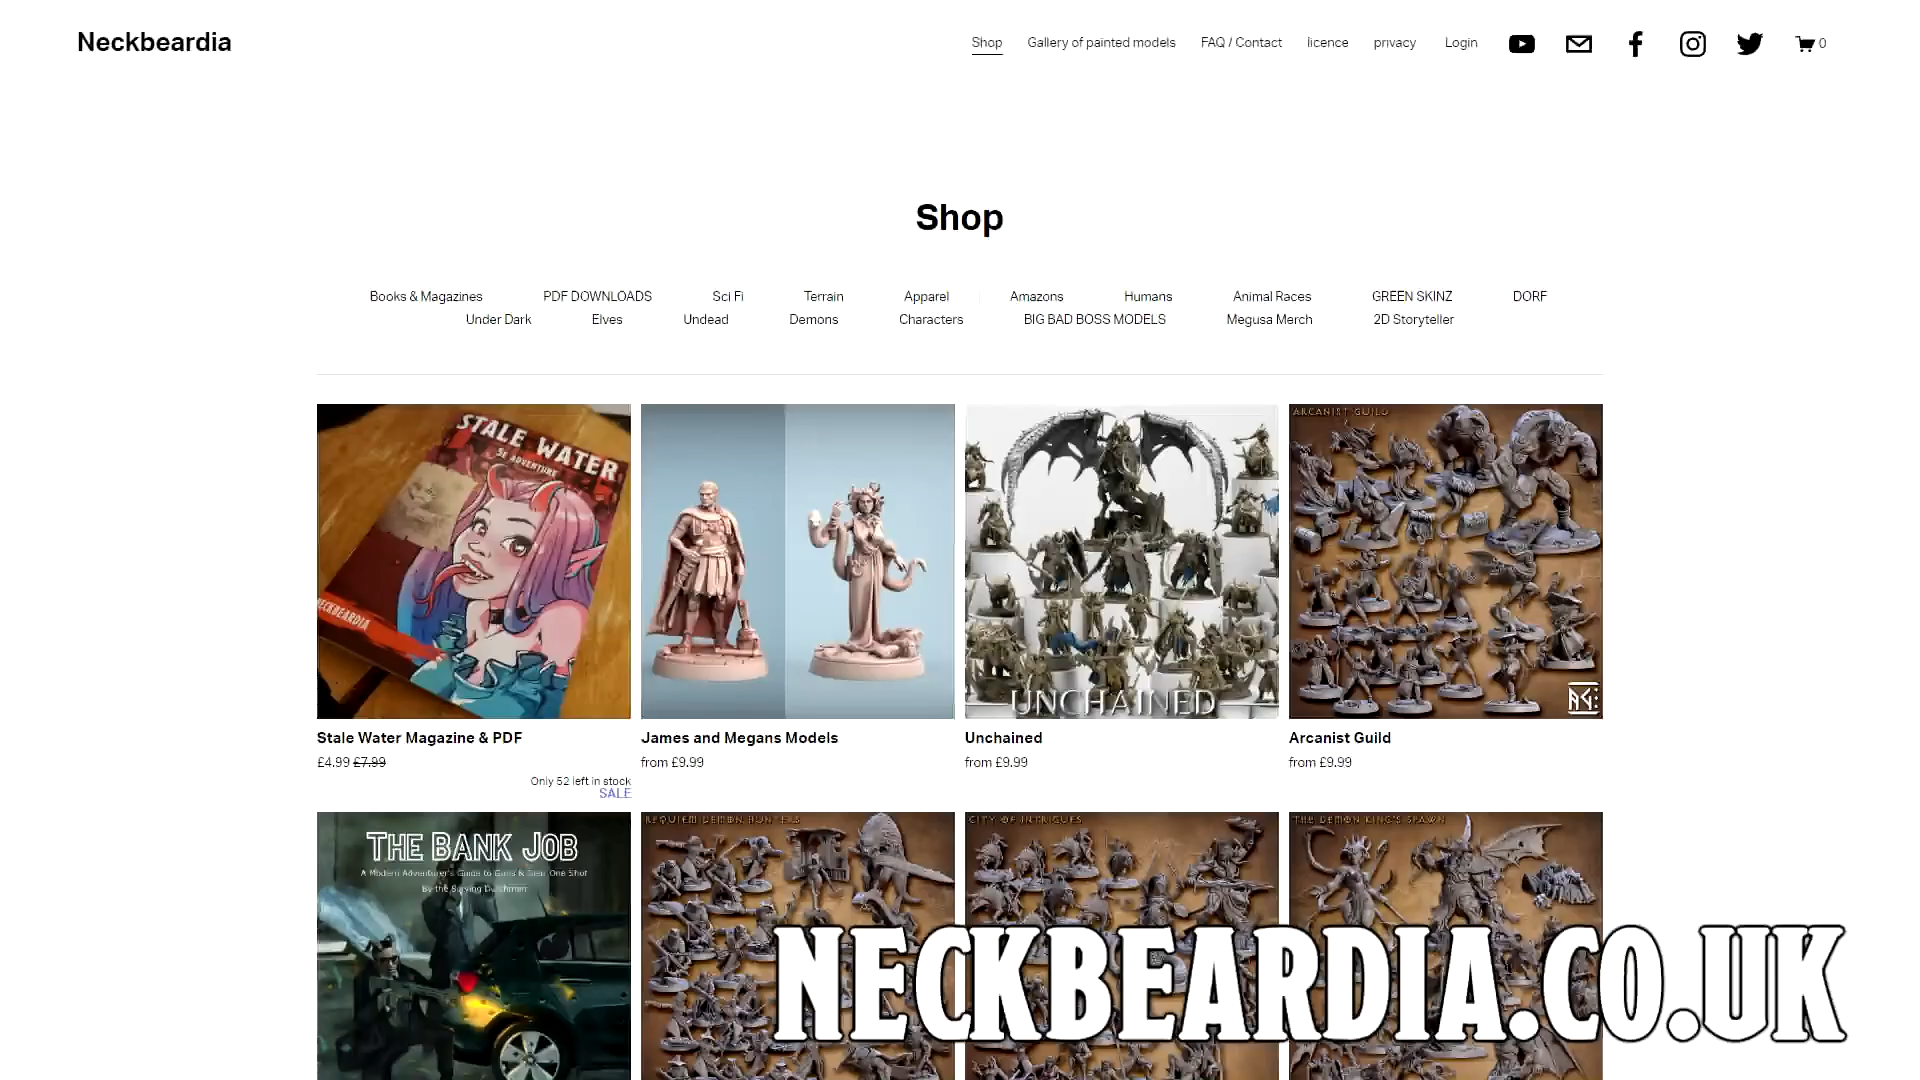 Neckbeardia
Shop
Gallery of painted models
FAQ / Contact
licence
privacy
Login
0
Shop
Books & Magazines
PDF DOWNLOADS
Sci Fi
Terrain
Apparel
Amazons
Humans
Animal Races
GREEN SKINZ
DORF
Under Dark
Elves
Undead
Demons
Characters
BIG BAD BOSS MODELS
Megusa Merch
2D Storyteller
STALE WATER
5E ADVENTURE
NECKBEARDIA
UNCHAINED
ARCANIST GUILD
Stale Water Magazine & PDF
£4.99 £7.99
Only 52 left in stock
SALE
James and Megans Models
from £9.99
Unchained
from £9.99
Arcanist Guild
from £9.99
THE BANK JOB
A Modern Adventurer's Guide to Guns & Gear One Shot
By the Serving Dutchmen
REQUIEM DEMON HUNTERS
CITY OF INTRIGUES
THE DEMON KING'S SPAWN
NECKBEARDIA.CO.UK